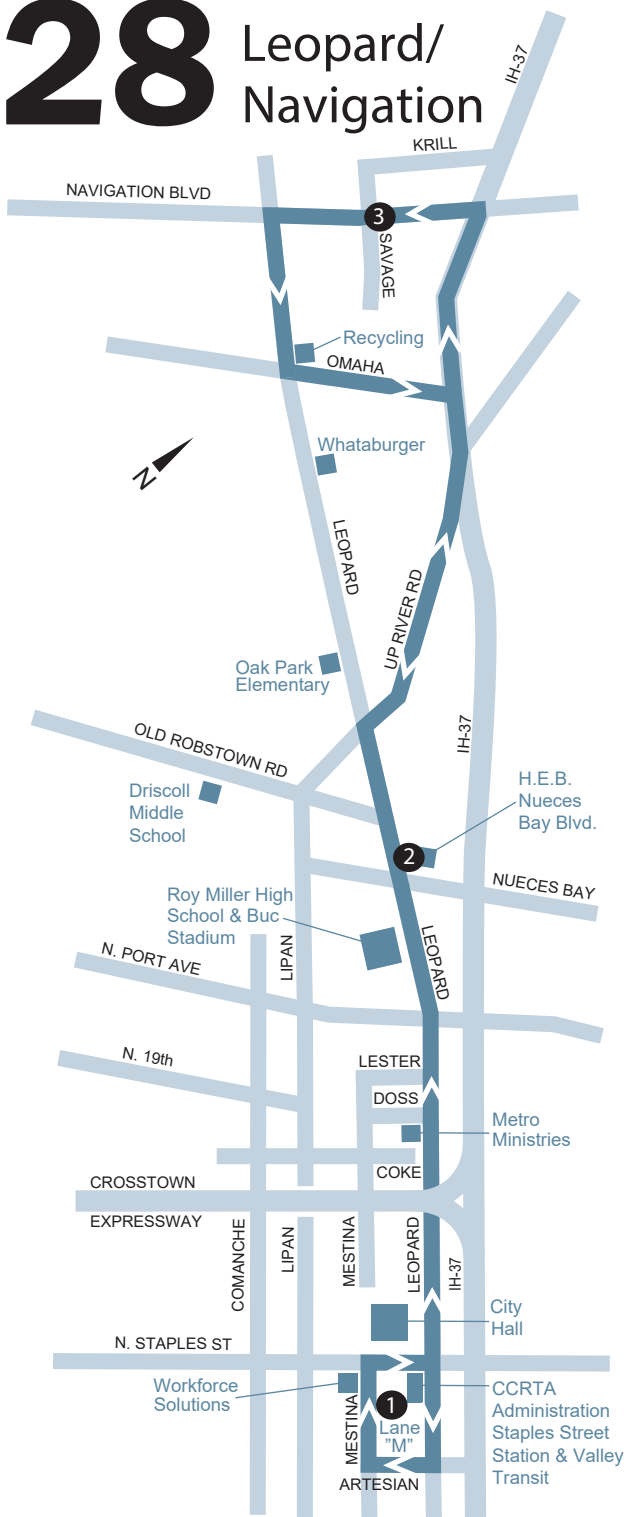 28
Leopard/
Navigation
IH-37
KRILL
NAVIGATION BLVD
3
SAVAGE
Recycling
OMAHA
Whataburger
N
LEOPARD
UP RIVER RD
Oak Park
Elementary
IH-37
OLD ROBSTOWN RD
Driscoll
Middle
School
H.E.B.
Nueces
Bay Blvd.
2
NUECES BAY
Roy Miller High
School & Buc
Stadium
LIPAN
LEOPARD
N. PORT AVE
N. 19th
LESTER
DOSS
Metro
Ministries
COKE
CROSSTOWN
EXPRESSWAY
COMANCHE
LIPAN
MESTINA
LEOPARD
IH-37
City
Hall
N. STAPLES ST
Workforce
Solutions
MESTINA
1
Lane
"M"
CCRTA
Administration
Staples Street
Station & Valley
Transit
ARTESIAN